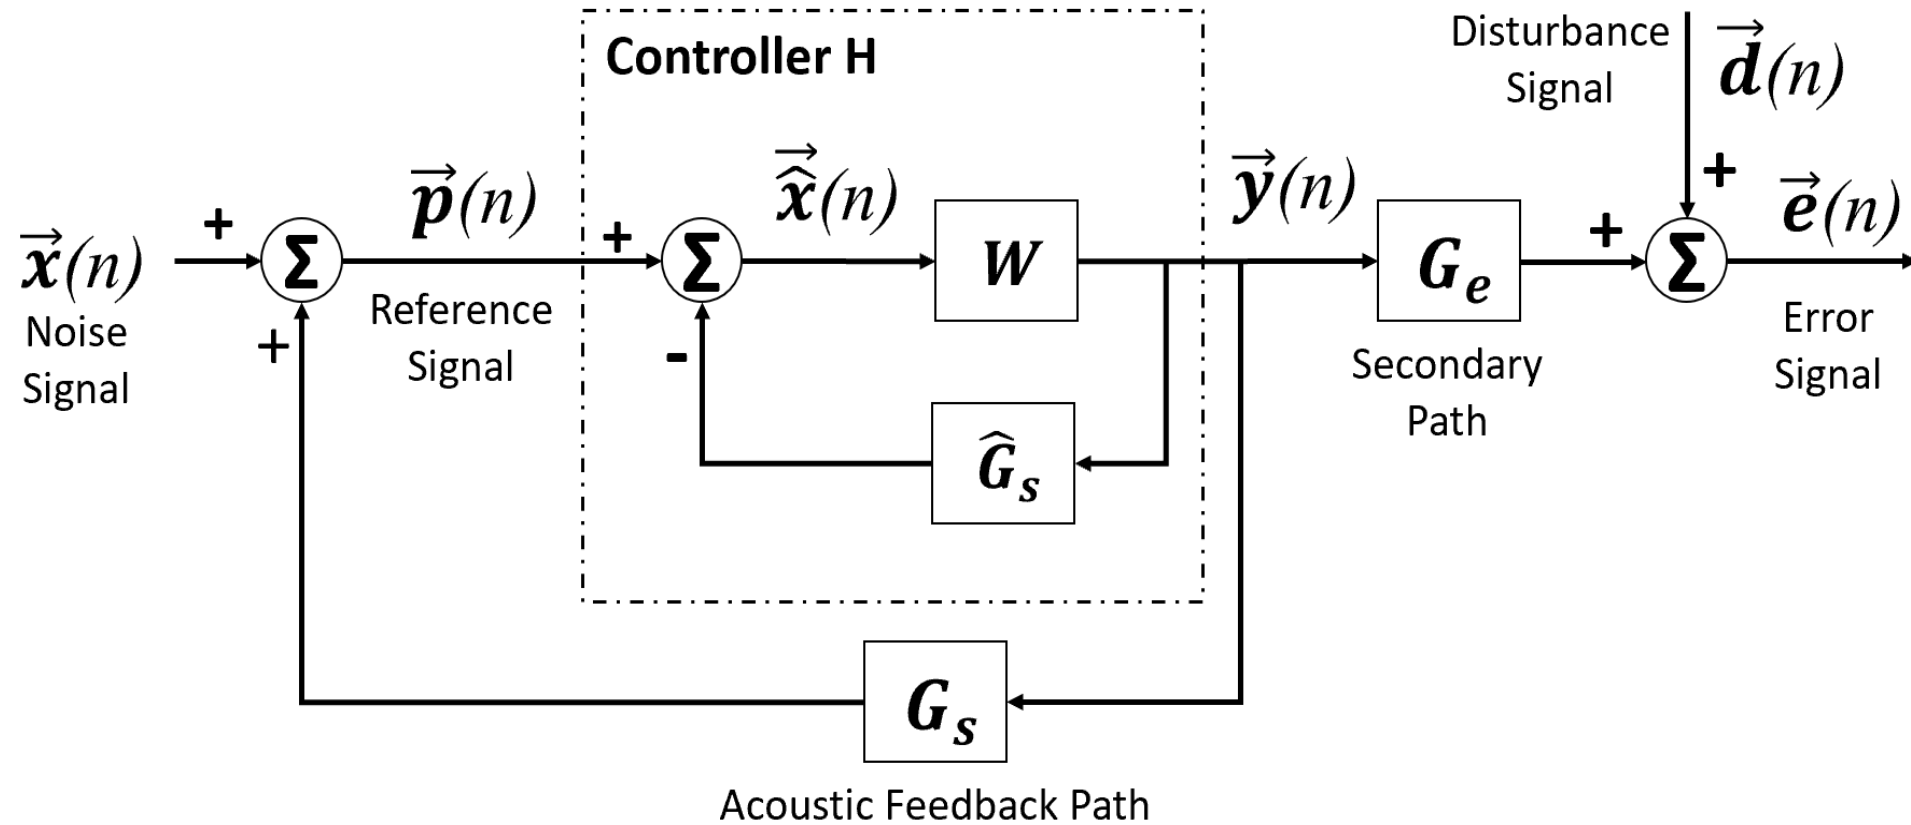 Controller H
Disturbance
Signal
d⃗(n)
x⃗(n)
Noise
Signal
+
+
Σ
p⃗(n)
Reference
Signal
+
-
Σ
x̂⃗(n)
W
Ĝₛ
y⃗(n)
Gₑ
Secondary
Path
+
+
Σ
e⃗(n)
Error
Signal
Gₛ
Acoustic Feedback Path